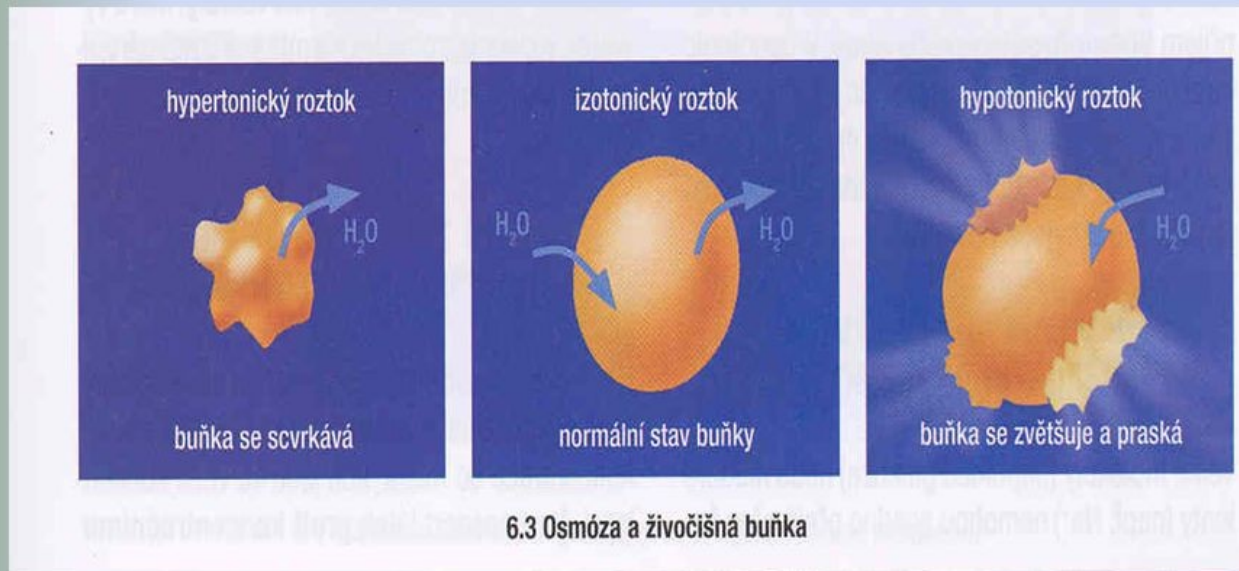 hypertonický roztok
H₂O
buňka se scvrkává
izotonický roztok
H₂O
H₂O
normální stav buňky
hypotonický roztok
H₂O
buňka se zvětšuje a praská
6.3 Osmóza a živočišná buňka